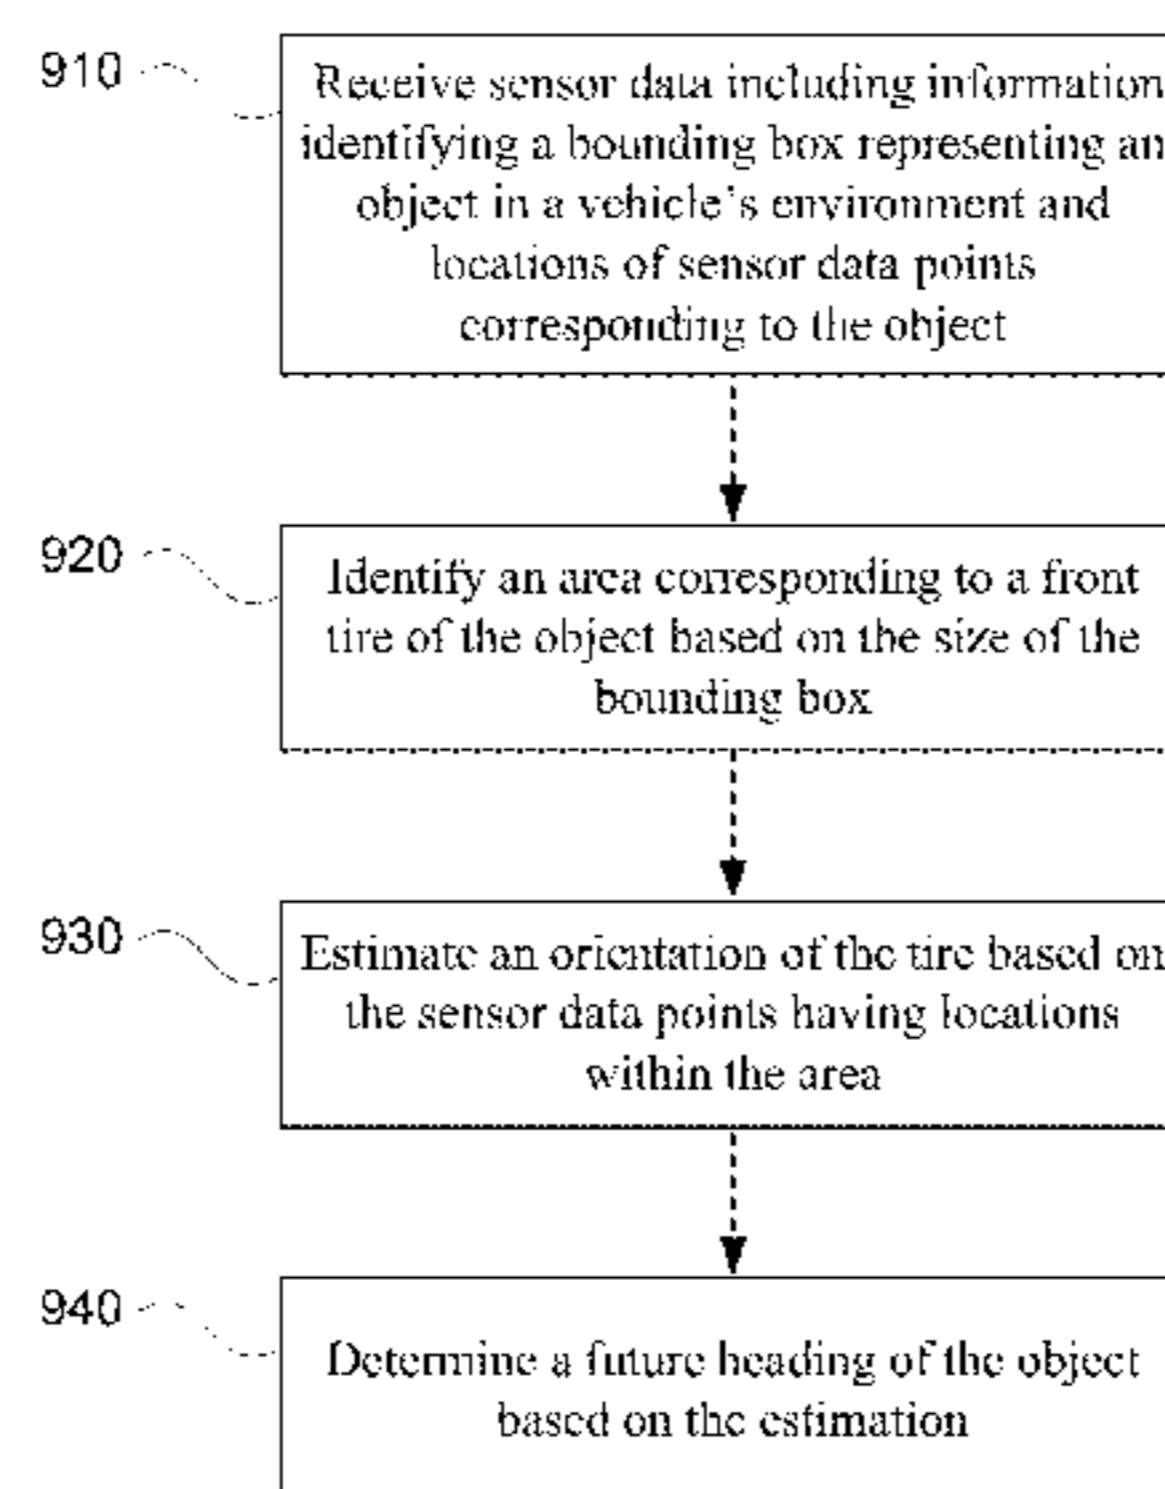 910
Receive sensor data including information
identifying a bounding box representing an
object in a vehicle's environment and
locations of sensor data points
corresponding to the object
920
Identify an area corresponding to a front
tire of the object based on the size of the
bounding box
930
Estimate an orientation of the tire based on
the sensor data points having locations
within the area
940
Determine a future heading of the object
based on the estimation